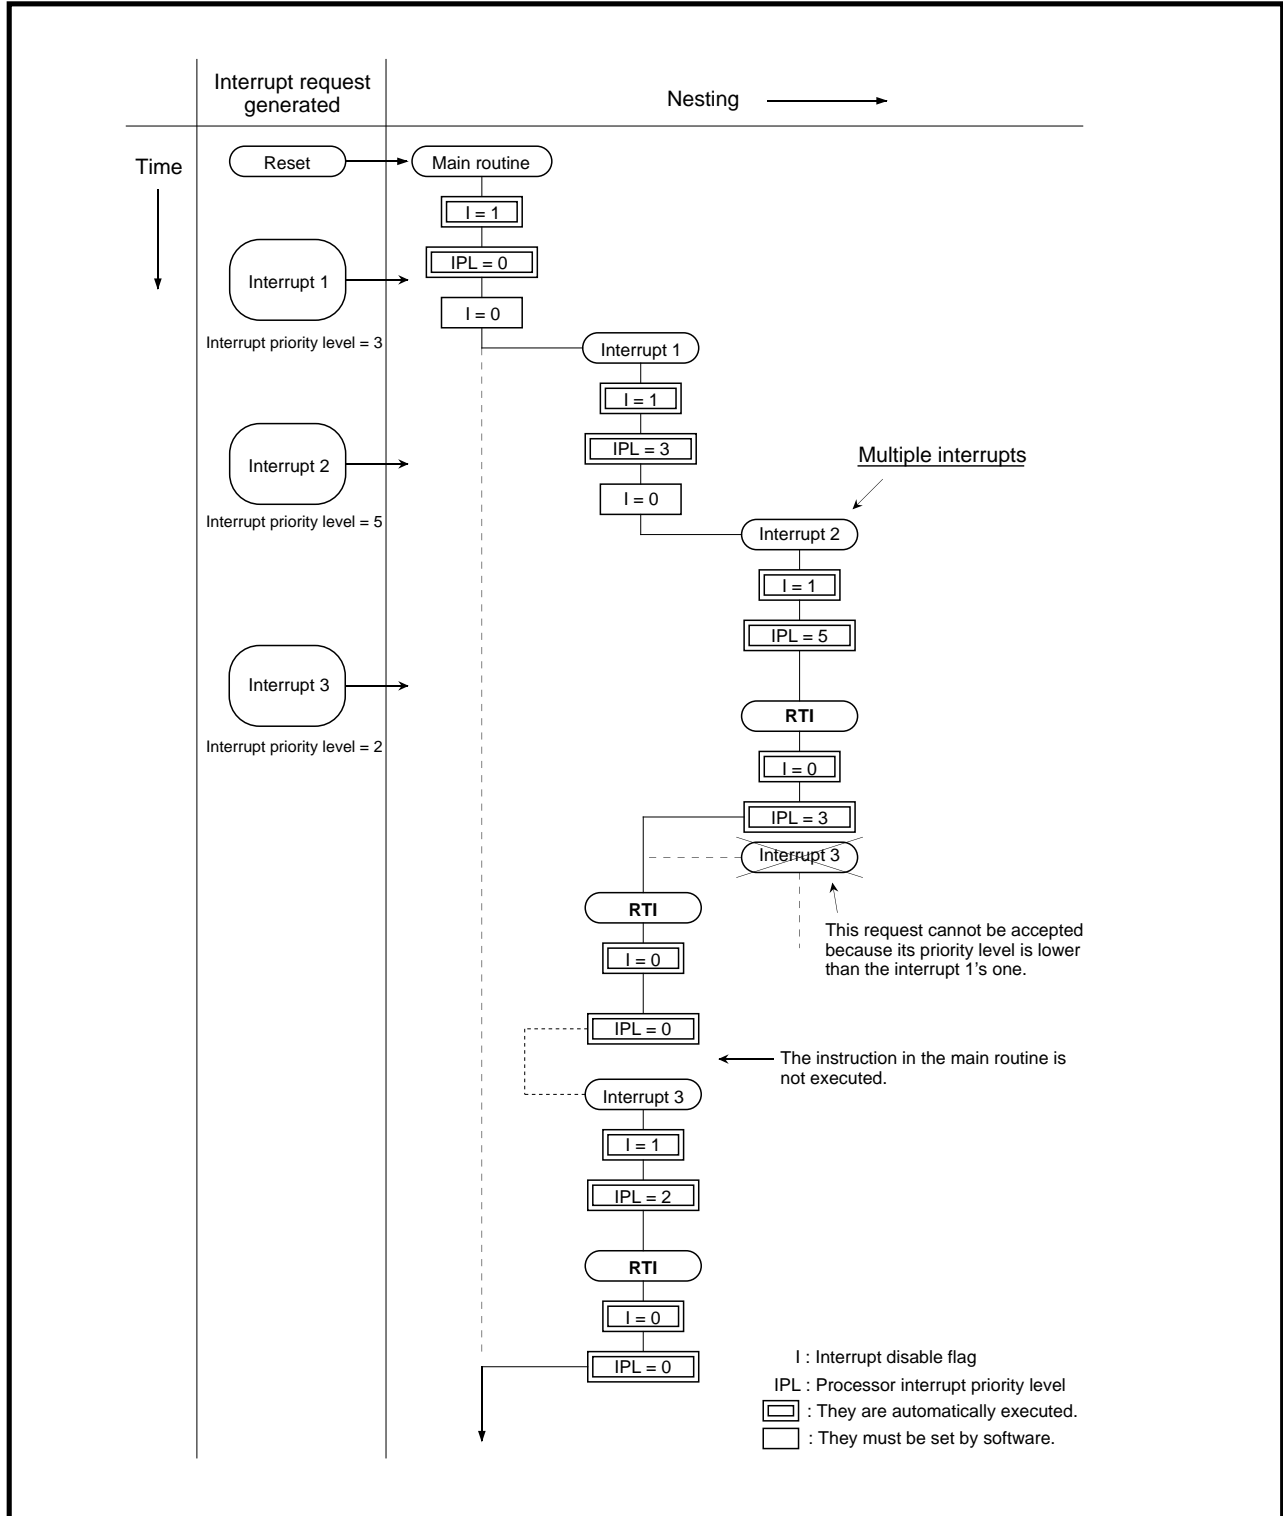 Interrupt request
generated
Nesting
Time
Reset
Main routine
I = 1
IPL = 0
Interrupt 1
I = 0
Interrupt priority level = 3
Interrupt 1
I = 1
IPL = 3
Interrupt 2
Multiple interrupts
I = 0
Interrupt priority level = 5
Interrupt 2
I = 1
IPL = 5
Interrupt 3
RTI
Interrupt priority level = 2
I = 0
IPL = 3
Interrupt 3
RTI
This request cannot be accepted
because its priority level is lower
than the interrupt 1's one.
I = 0
IPL = 0
The instruction in the main routine is
not executed.
Interrupt 3
I = 1
IPL = 2
RTI
I = 0
IPL = 0
I : Interrupt disable flag
IPL : Processor interrupt priority level
: They are automatically executed.
: They must be set by software.